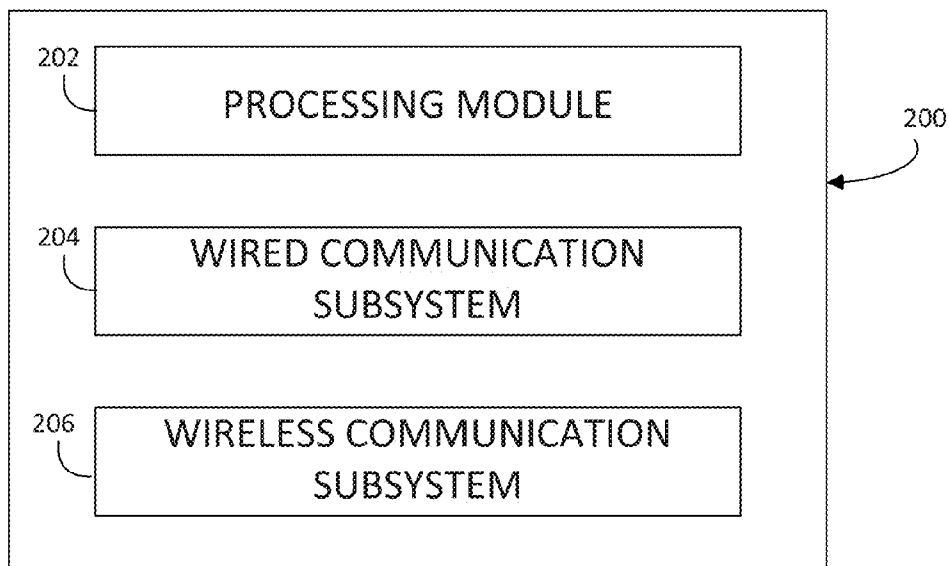 202
PROCESSING MODULE
200
204
WIRED COMMUNICATION
SUBSYSTEM
206
WIRELESS COMMUNICATION
SUBSYSTEM